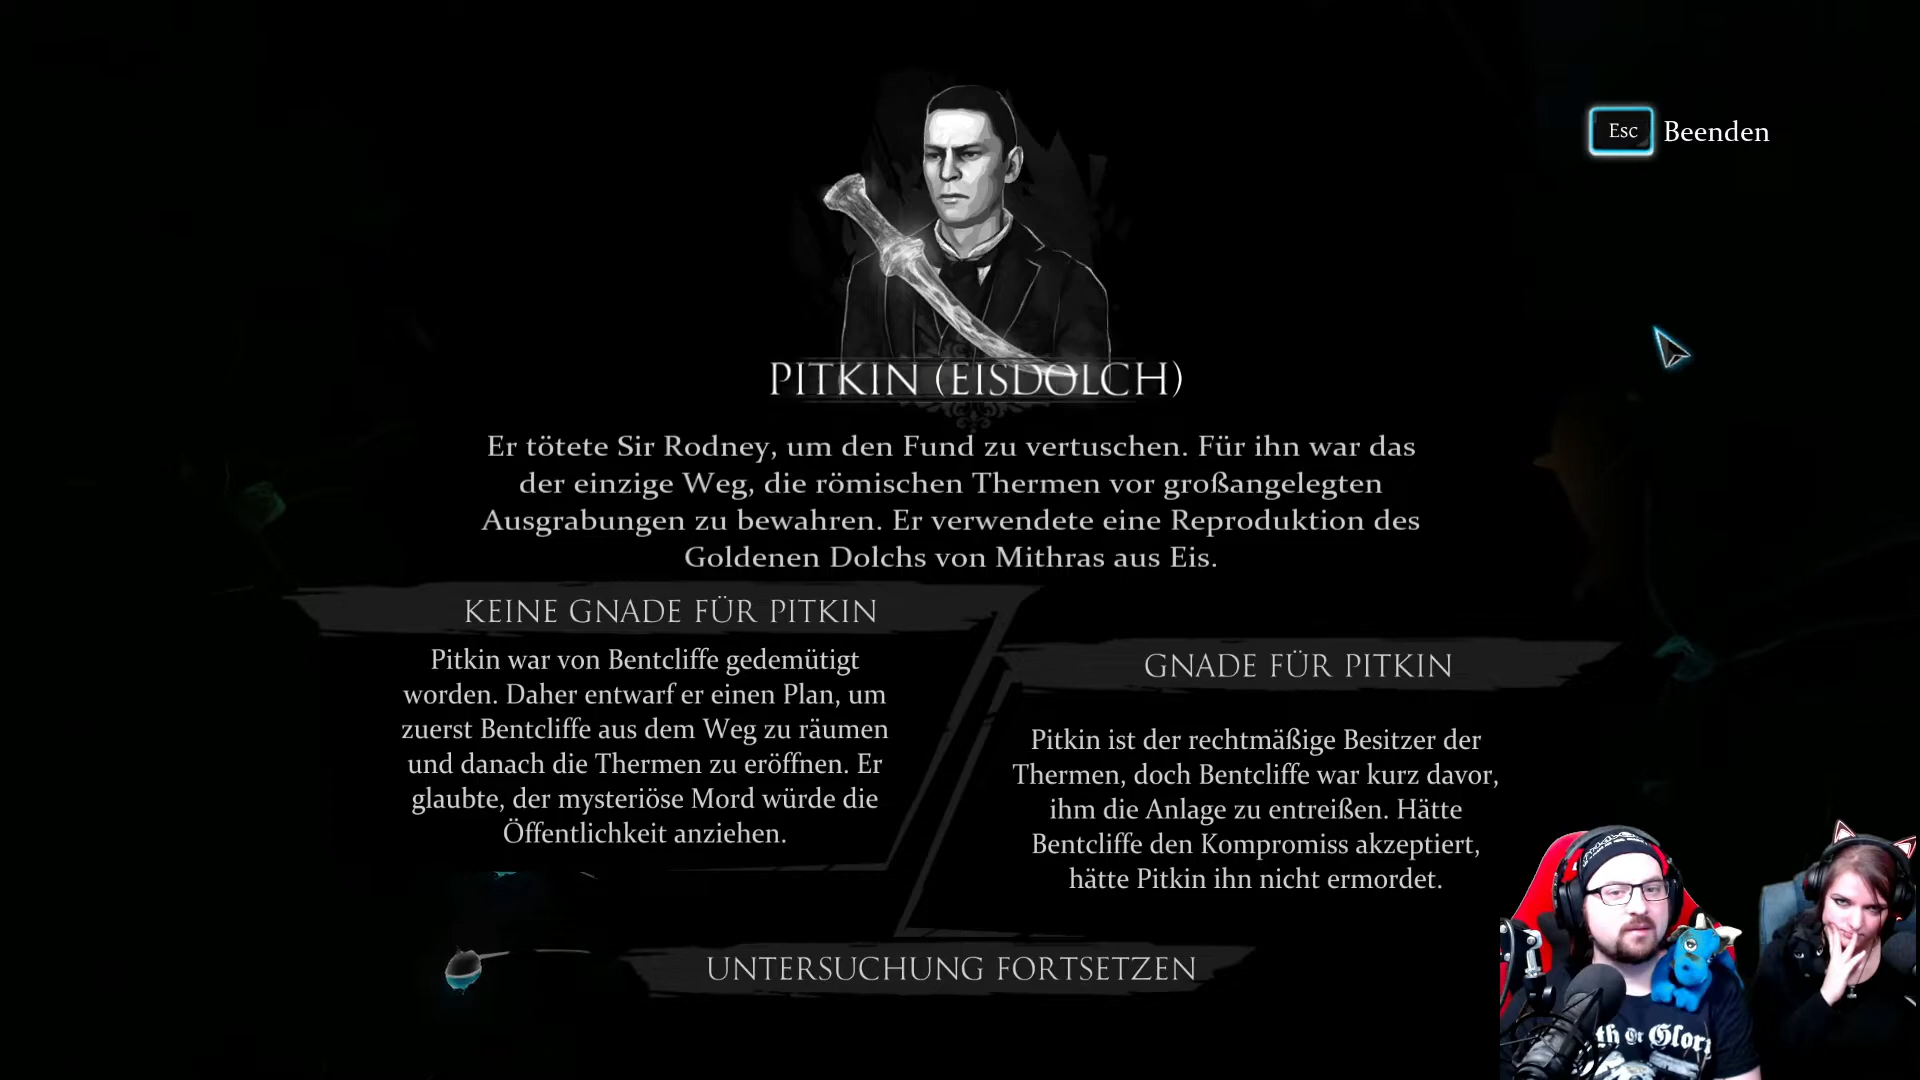 Esc Beenden
PITKIN (EISDOLCH)
Er tötete Sir Rodney, um den Fund zu vertuschen. Für ihn war das
der einzige Weg, die römischen Thermen vor großangelegten
Ausgrabungen zu bewahren. Er verwendete eine Reproduktion des
Goldenen Dolchs von Mithras aus Eis.
KEINE GNADE FÜR PITKIN
Pitkin war von Bentcliffe gedemütigt
worden. Daher entwarf er einen Plan, um
zuerst Bentcliffe aus dem Weg zu räumen
und danach die Thermen zu eröffnen. Er
glaubte, der mysteriöse Mord würde die
Öffentlichkeit anziehen.
GNADE FÜR PITKIN
Pitkin ist der rechtmäßige Besitzer der
Thermen, doch Bentcliffe war kurz davor,
ihm die Anlage zu entreißen. Hätte
Bentcliffe den Kompromiss akzeptiert,
hätte Pitkin ihn nicht ermordet.
UNTERSUCHUNG FORTSETZEN